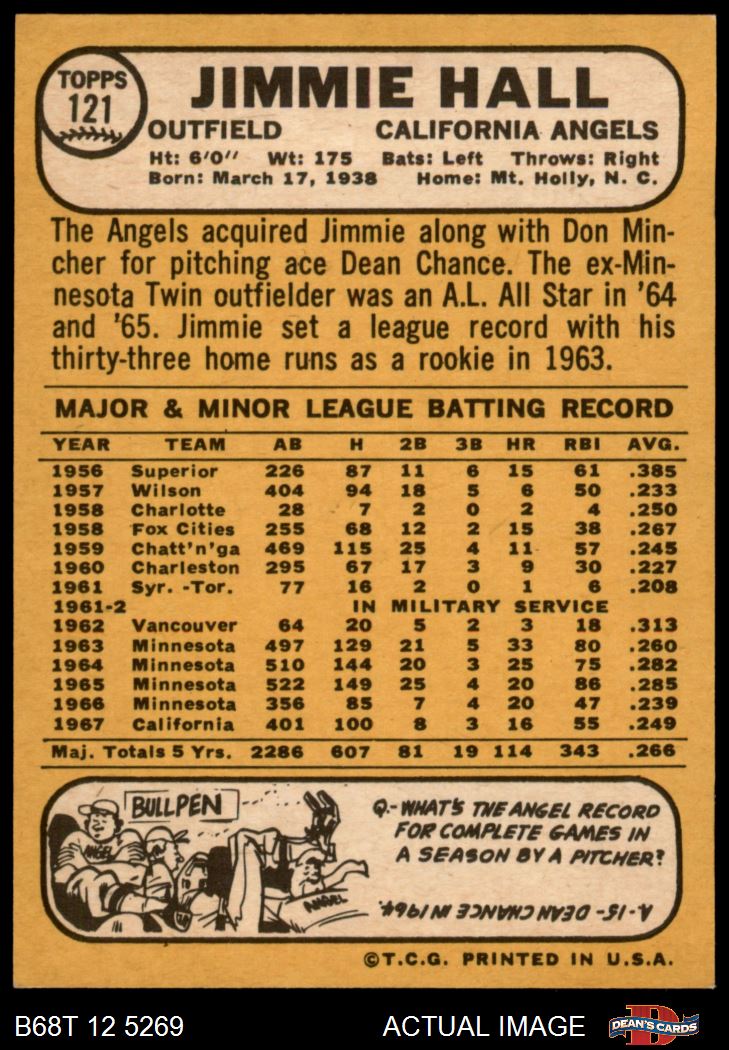 TOPPS
121
JIMMIE HALL
OUTFIELD CALIFORNIA ANGELS
Ht: 6'0" Wt: 175 Bats: Left Throws: Right
Born: March 17, 1938 Home: Mt. Holly, N. C.
The Angels acquired Jimmie along with Don Min-
cher for pitching ace Dean Chance. The ex-Min-
nesota Twin outfielder was an A.L. All Star in '64
and '65. Jimmie set a league record with his
thirty-three home runs as a rookie in 1963.
MAJOR & MINOR LEAGUE BATTING RECORD
YEAR TEAM AB H 2B 3B HR RBI AVG.
1956 Superior 226 87 11 6 15 61 .385
1957 Wilson 404 94 18 5 6 50 .233
1958 Charlotte 28 7 2 0 2 4 .250
1958 Fox Cities 255 68 12 2 15 38 .267
1959 Chatt'n'ga 469 115 25 4 11 57 .245
1960 Charleston 295 67 17 3 9 30 .227
1961 Syr. -Tor. 77 16 2 0 1 6 .208
1961-2 IN MILITARY SERVICE
1962 Vancouver 64 20 5 2 3 18 .313
1963 Minnesota 497 129 21 5 33 80 .260
1964 Minnesota 510 144 20 3 25 75 .282
1965 Minnesota 522 149 25 4 20 86 .285
1966 Minnesota 356 85 7 4 20 47 .239
1967 California 401 100 8 3 16 55 .249
Maj. Totals 5 Yrs. 2286 607 81 19 114 343 .266
BULLPEN
ANGEL
ANGEL
Q.-WHAT'S THE ANGEL RECORD
FOR COMPLETE GAMES IN
A SEASON BY A PITCHER?
A-15- DEAN CHANCE IN 1964.
©T.C.G. PRINTED IN U.S.A.
B68T 12 5269 ACTUAL IMAGE
DEAN'S CARDS